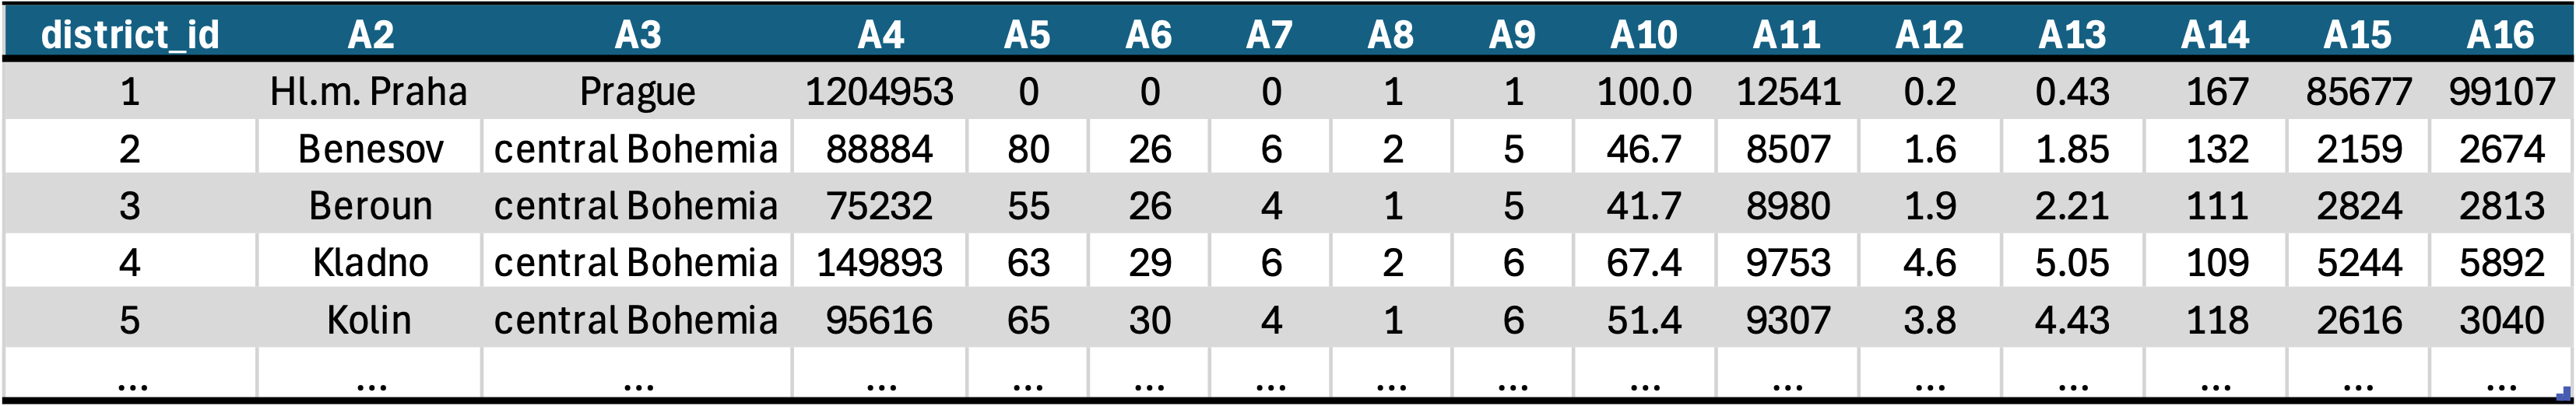 district_id A2 A3 A4 A5 A6 A7 A8 A9 A10 A11 A12 A13 A14 A15 A16
1 Hl.m. Praha Prague 1204953 0 0 0 1 1 100.0 12541 0.2 0.43 167 85677 99107
2 Benesov central Bohemia 88884 80 26 6 2 5 46.7 8507 1.6 1.85 132 2159 2674
3 Beroun central Bohemia 75232 55 26 4 1 5 41.7 8980 1.9 2.21 111 2824 2813
4 Kladno central Bohemia 149893 63 29 6 2 6 67.4 9753 4.6 5.05 109 5244 5892
5 Kolin central Bohemia 95616 65 30 4 1 6 51.4 9307 3.8 4.43 118 2616 3040
... ... ... ... ... ... ... ... ... ... ... ... ... ... ... ...